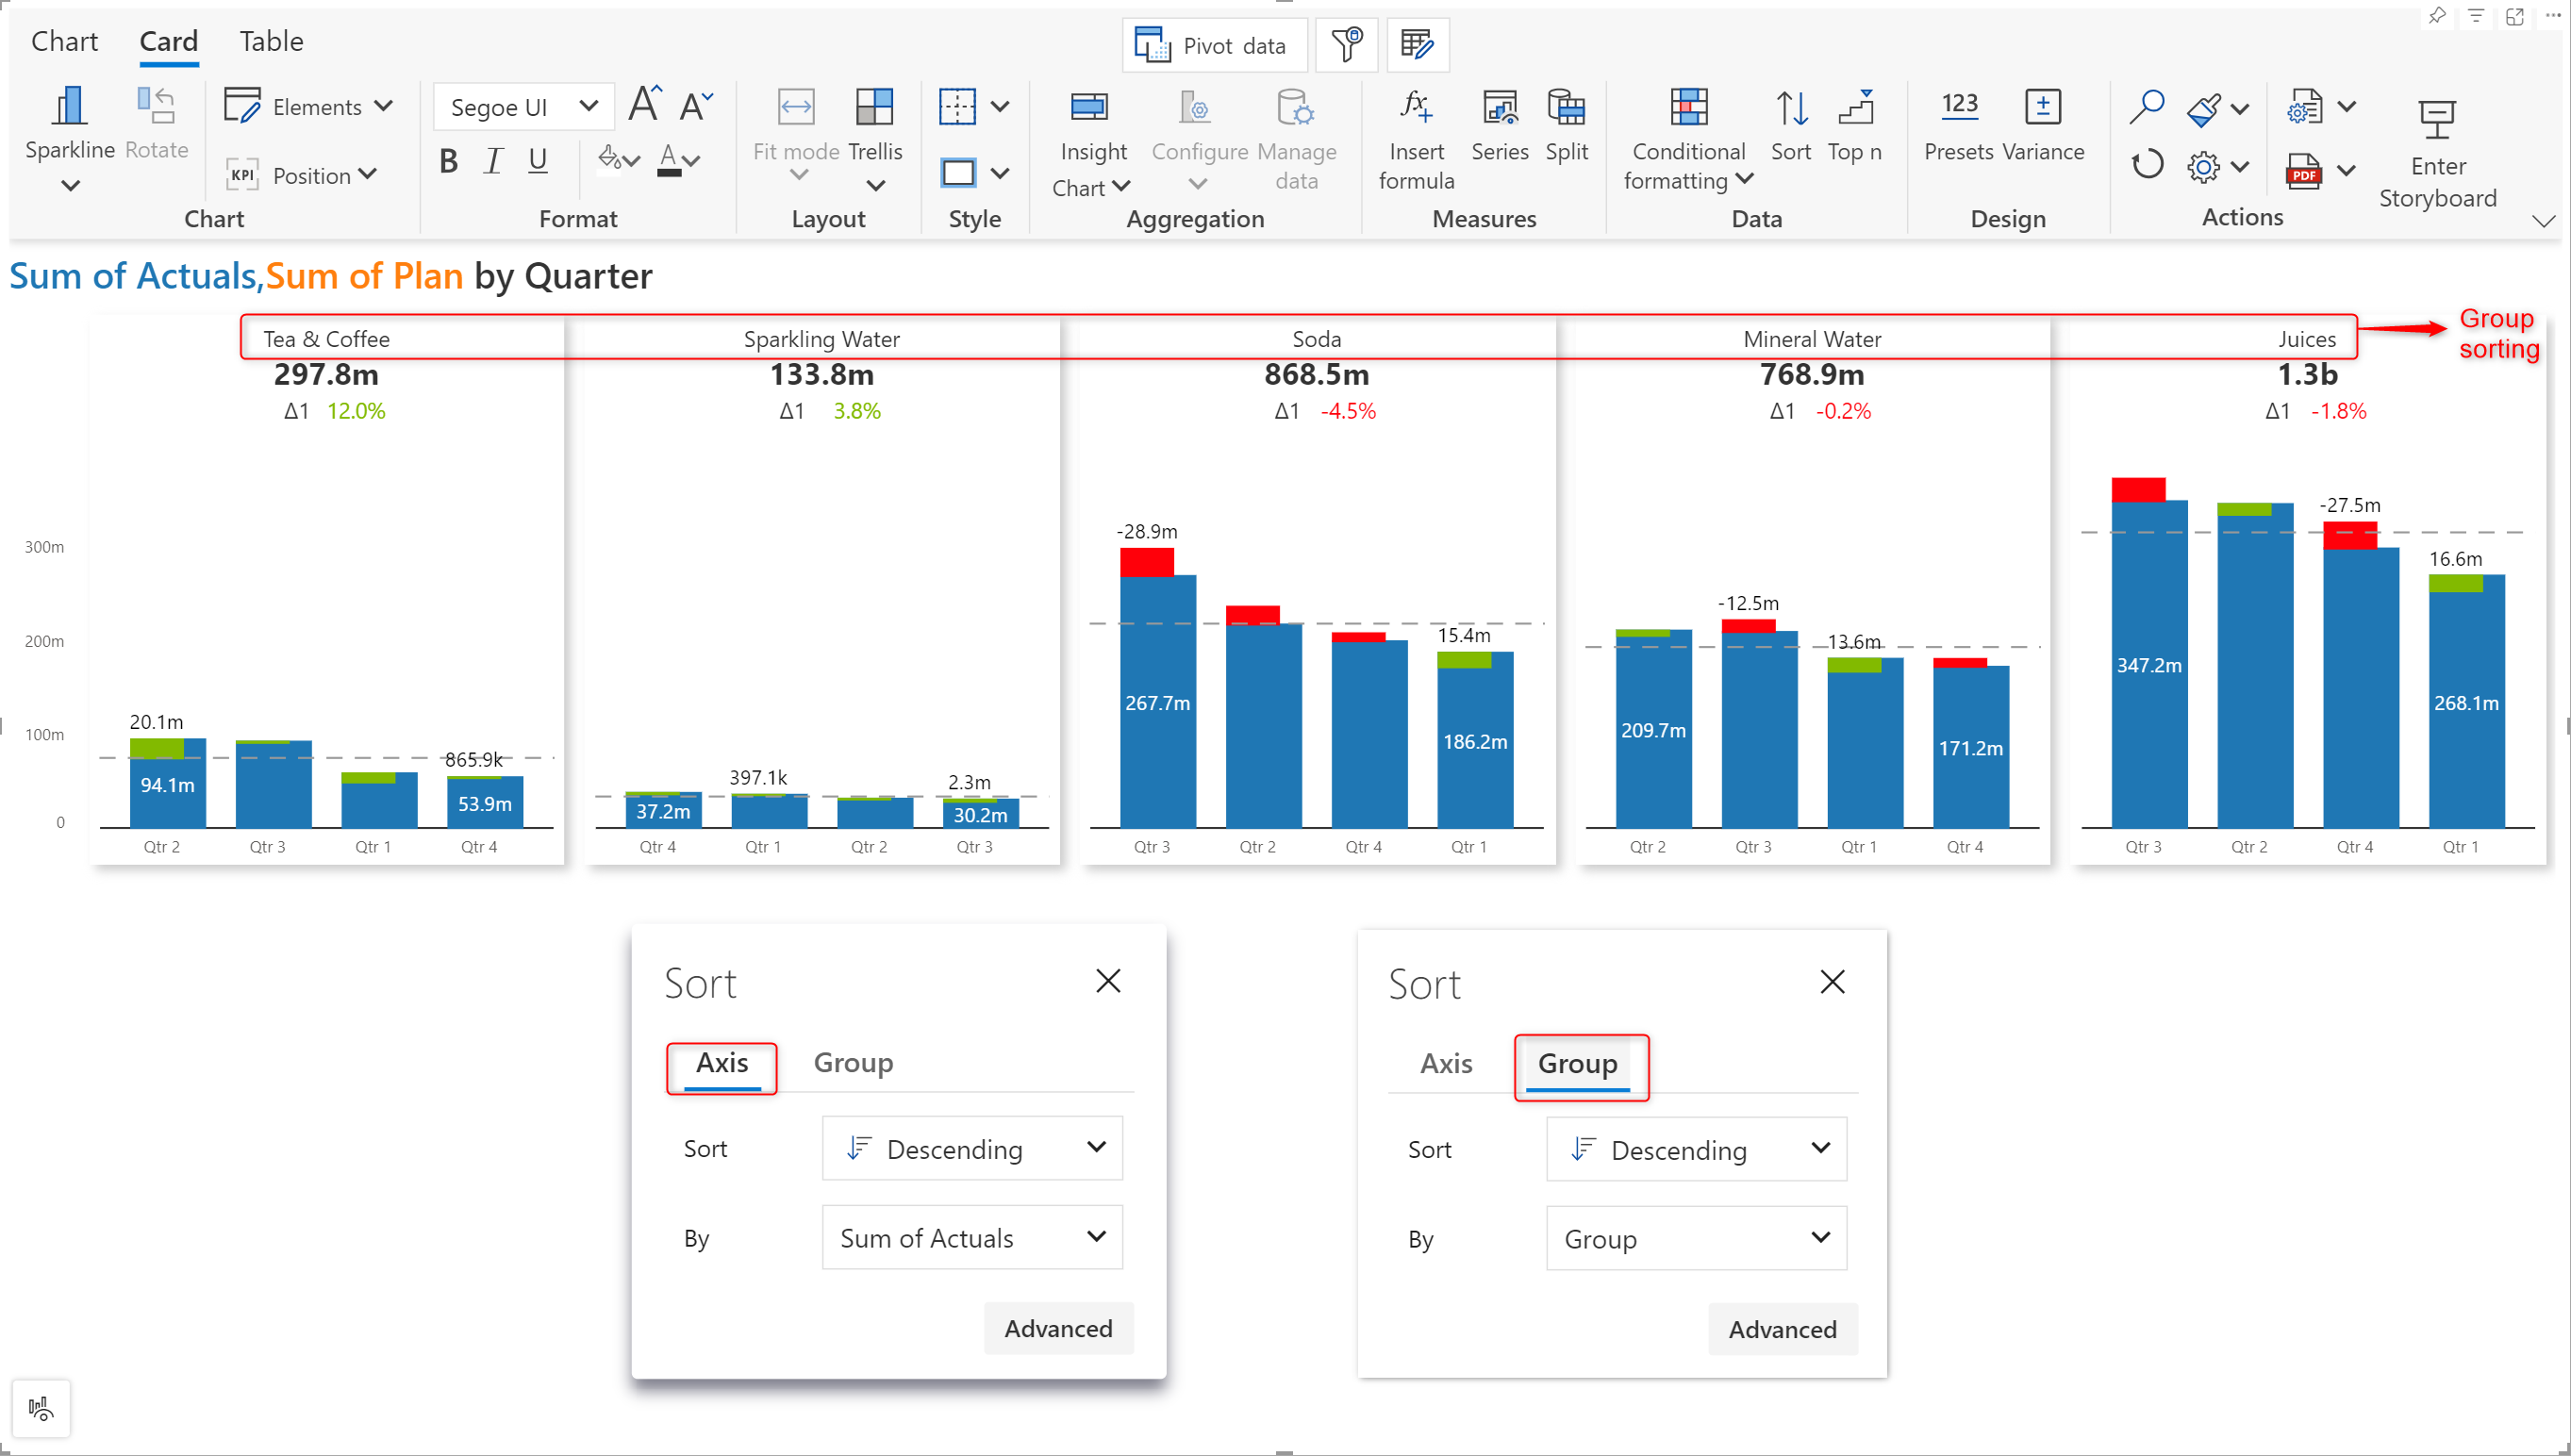 Chart Card Table
Pivot data
Sparkline Rotate
Elements
KPI Position
Chart
Segoe UI A A
B I U A
Format
Fit mode Trellis
Layout
Style
Insight Chart
Configure
Manage data
Aggregation
fx Insert formula
Series
Split
Measures
Conditional formatting
Sort
Top n
Data
123 Presets
Variance
Design
PDF
Actions
Enter Storyboard
Sum of Actuals,Sum of Plan by Quarter
Tea & Coffee Sparkling Water Soda Mineral Water Juices
Group
sorting
297.8m 133.8m 868.5m 768.9m 1.3b
Δ1 12.0% Δ1 3.8% Δ1 -4.5% Δ1 -0.2% Δ1 -1.8%
300m
200m
100m
0
20.1m
865.9k
94.1m
53.9m
Qtr 2 Qtr 3 Qtr 1 Qtr 4
397.1k
2.3m
37.2m
30.2m
Qtr 4 Qtr 1 Qtr 2 Qtr 3
-28.9m
15.4m
267.7m
186.2m
Qtr 3 Qtr 2 Qtr 4 Qtr 1
-12.5m
13.6m
209.7m
171.2m
Qtr 2 Qtr 3 Qtr 1 Qtr 4
-27.5m
16.6m
347.2m
268.1m
Qtr 3 Qtr 2 Qtr 4 Qtr 1
Sort
Axis Group
Sort Descending
By Sum of Actuals
Advanced
Sort
Axis Group
Sort Descending
By Group
Advanced